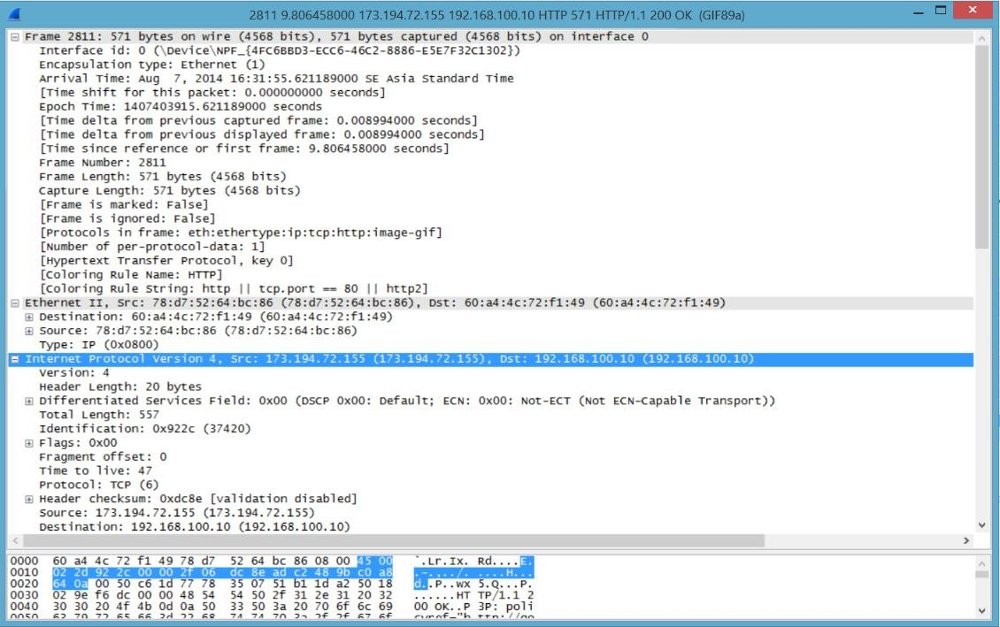 2811 9.806458000 173.194.72.155 192.168.100.10 HTTP 571 HTTP/1.1 200 OK  (GIF89a)
Frame 2811: 571 bytes on wire (4568 bits), 571 bytes captured (4568 bits) on interface 0
Interface id: 0 (\Device\NPF_{4FC6BBD3-ECC6-46C2-8886-E5E7F32C1302})
Encapsulation type: Ethernet (1)
Arrival Time: Aug  7, 2014 16:31:55.621189000 SE Asia Standard Time
[Time shift for this packet: 0.000000000 seconds]
Epoch Time: 1407403915.621189000 seconds
[Time delta from previous captured frame: 0.008994000 seconds]
[Time delta from previous displayed frame: 0.008994000 seconds]
[Time since reference or first frame: 9.806458000 seconds]
Frame Number: 2811
Frame Length: 571 bytes (4568 bits)
Capture Length: 571 bytes (4568 bits)
[Frame is marked: False]
[Frame is ignored: False]
[Protocols in frame: eth:ethertype:ip:tcp:http:image-gif]
[Number of per-protocol-data: 1]
[Hypertext Transfer Protocol, key 0]
[Coloring Rule Name: HTTP]
[Coloring Rule String: http || tcp.port == 80 || http2]
Ethernet II, Src: 78:d7:52:64:bc:86 (78:d7:52:64:bc:86), Dst: 60:a4:4c:72:f1:49 (60:a4:4c:72:f1:49)
Destination: 60:a4:4c:72:f1:49 (60:a4:4c:72:f1:49)
Source: 78:d7:52:64:bc:86 (78:d7:52:64:bc:86)
Type: IP (0x0800)
Internet Protocol Version 4, Src: 173.194.72.155 (173.194.72.155), Dst: 192.168.100.10 (192.168.100.10)
Version: 4
Header Length: 20 bytes
Differentiated Services Field: 0x00 (DSCP 0x00: Default; ECN: 0x00: Not-ECT (Not ECN-Capable Transport))
Total Length: 557
Identification: 0x922c (37420)
Flags: 0x00
Fragment offset: 0
Time to live: 47
Protocol: TCP (6)
Header checksum: 0xdc8e [validation disabled]
Source: 173.194.72.155 (173.194.72.155)
Destination: 192.168.100.10 (192.168.100.10)
0000  60 a4 4c 72 f1 49 78 d7  52 64 bc 86 08 00 45 00  `.Lr.Ix. Rd....E.
0010  02 2d 92 2c 00 00 2f 06  dc 8e ad c2 48 9b c0 a8  .-.,../. ....H...
0020  64 0a 00 50 c6 1d 77 78  35 07 51 b1 1d a2 50 18  d..P..wx 5.Q...P.
0030  02 9e f6 dc 00 00 48 54  54 50 2f 31 2e 31 20 32  ......HT TP/1.1 2
0040  30 30 20 4f 4b 0d 0a 50  33 50 3a 20 70 6f 6c 69  00 OK..P 3P: poli
0050  63 79 72 65 66 3d 22 68  74 74 70 3a 2f 2f 67 6f  cyref="h ttp://go